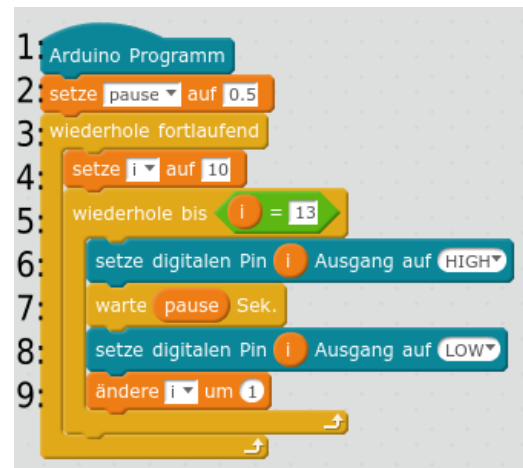 1: Arduino Programm
2: setze pause auf 0.5
3: wiederhole fortlaufend
4: setze i auf 10
5: wiederhole bis i = 13
6: setze digitalen Pin i Ausgang auf HIGH
7: warte pause Sek.
8: setze digitalen Pin i Ausgang auf LOW
9: ändere i um 1